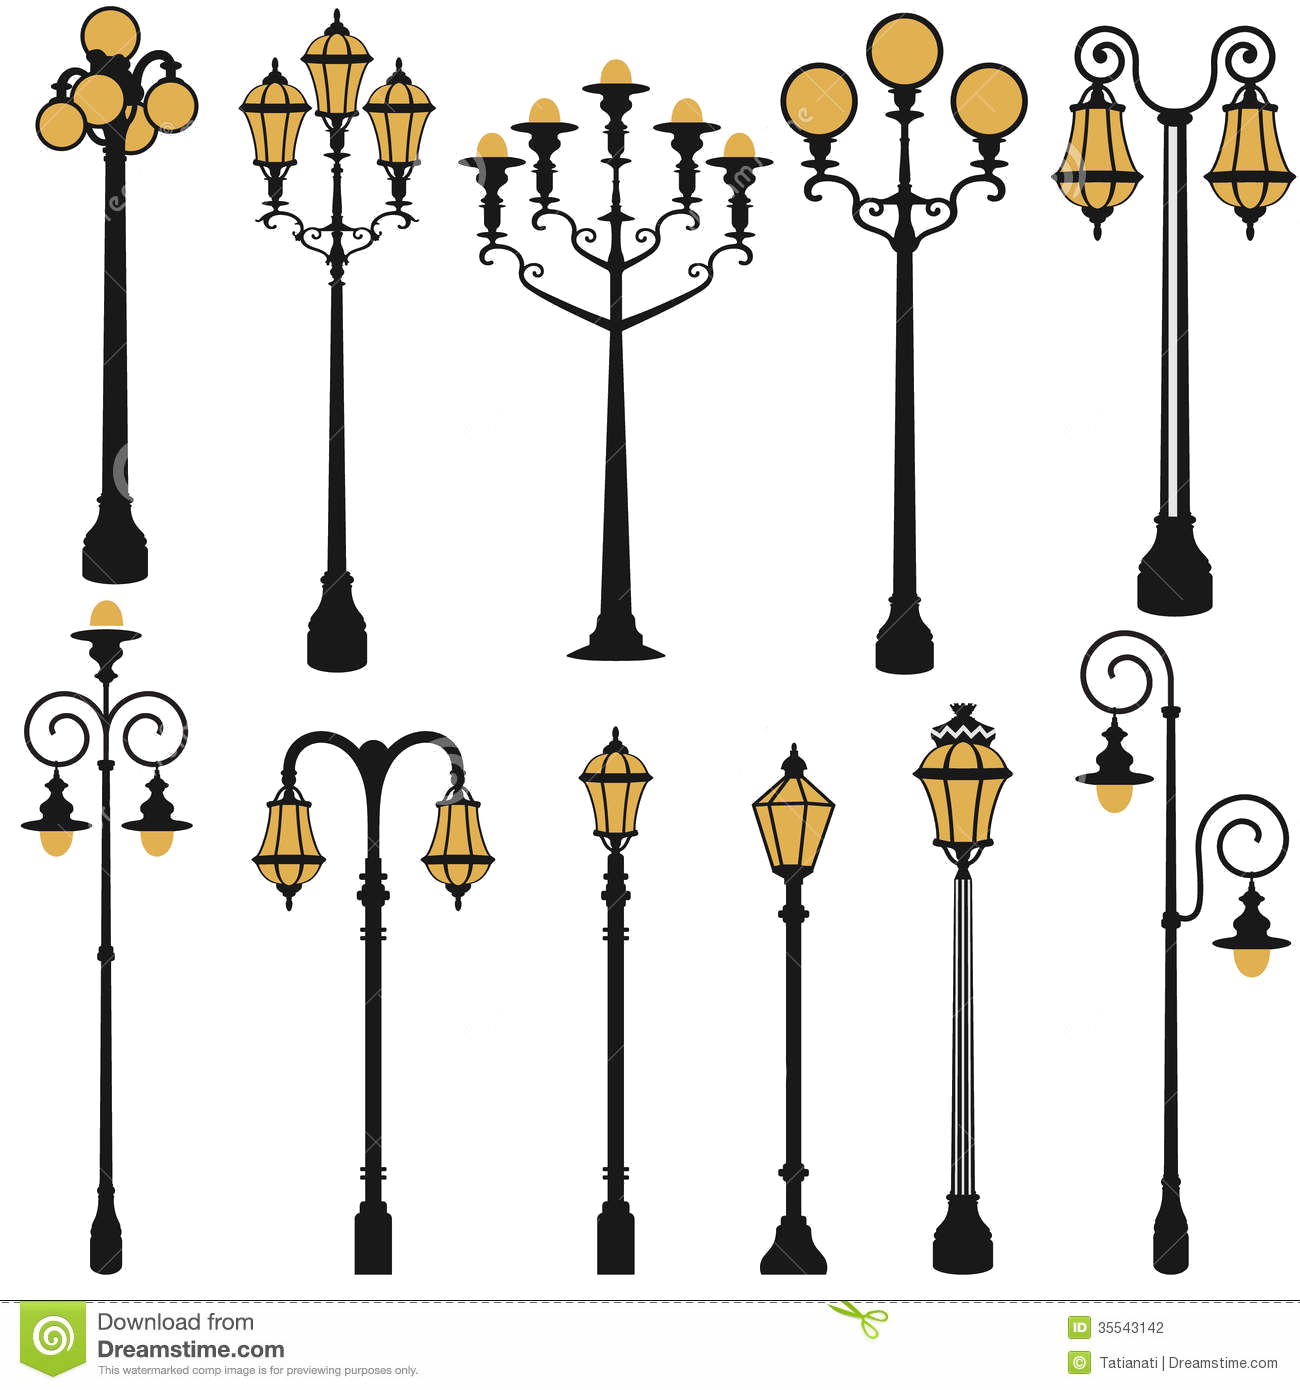 Download from
Dreamstime.com
This watermarked comp image is for previewing purposes only.
ID 35543142
© Tatianati | Dreamstime.com